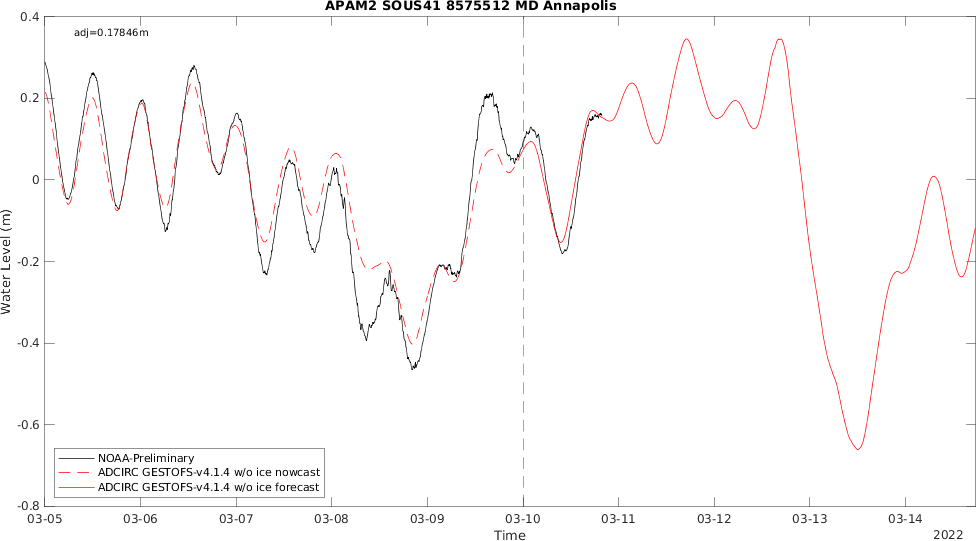 APAM2 SOUS41 8575512 MD Annapolis
adj=0.17846m
0.4
0.2
0
-0.2
-0.4
-0.6
-0.8
Water Level (m)
NOAA-Preliminary
ADCIRC GESTOFS-v4.1.4 w/o ice nowcast
ADCIRC GESTOFS-v4.1.4 w/o ice forecast
03-05 03-06 03-07 03-08 03-09 03-10 03-11 03-12 03-13 03-14
Time
2022